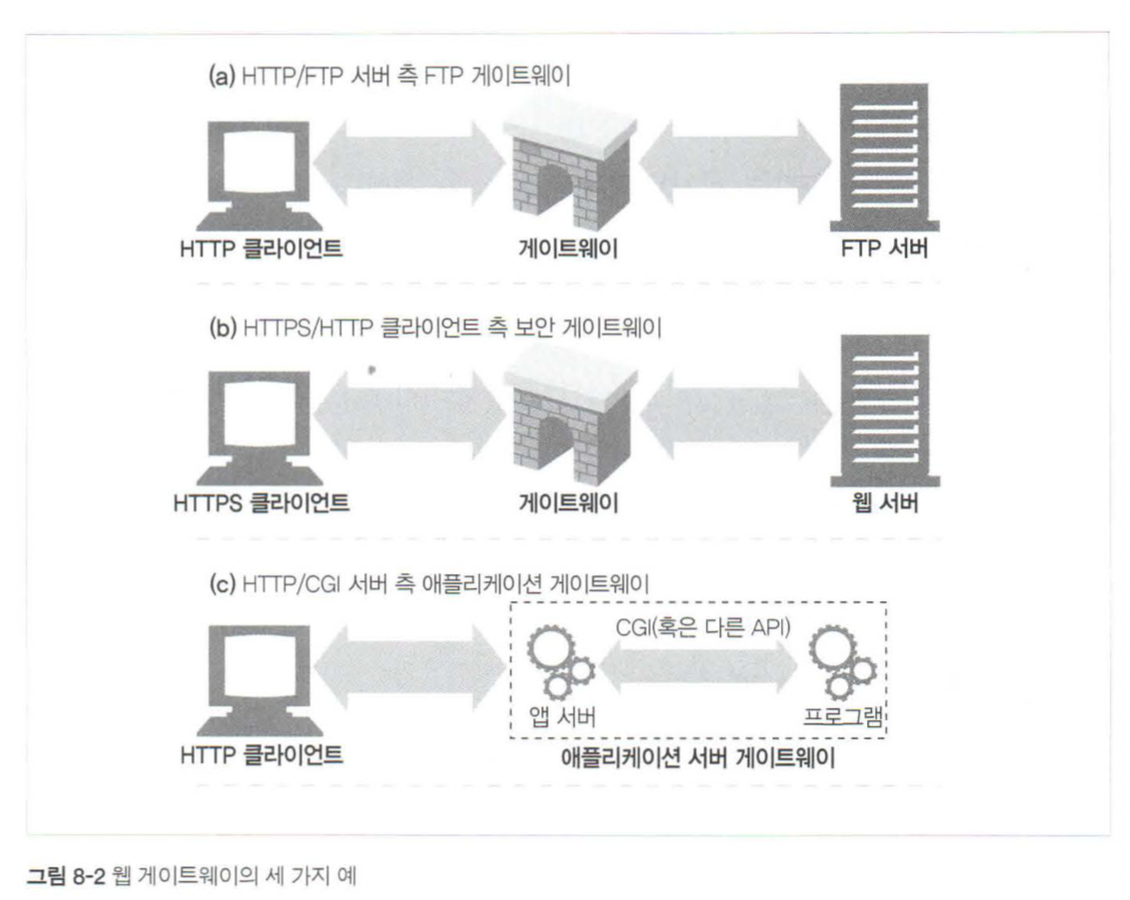 (a) HTTP/FTP 서버 측 FTP 게이트웨이
HTTP 클라이언트
게이트웨이
FTP 서버
(b) HTTPS/HTTP 클라이언트 측 보안 게이트웨이
HTTPS 클라이언트
게이트웨이
웹 서버
(c) HTTP/CGI 서버 측 애플리케이션 게이트웨이
CGI(혹은 다른 API)
앱 서버
프로그램
HTTP 클라이언트
애플리케이션 서버 게이트웨이
그림 8-2 웹 게이트웨이의 세 가지 예